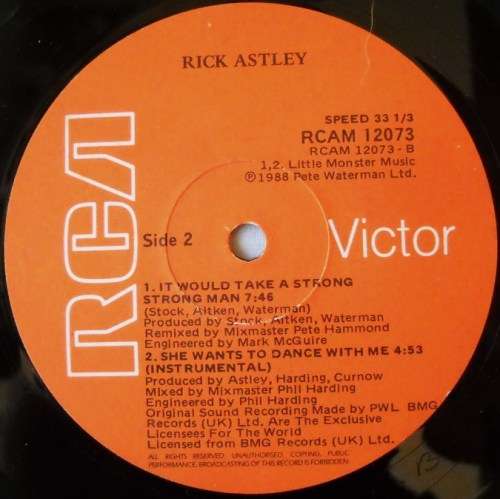 RICK ASTLEY
SPEED 33 1/3
RCAM 12073
RCAM 12073 - B
1,2. Little Monster Music
℗1988 Pete Waterman Ltd.
RCA
Side 2
Victor
1. IT WOULD TAKE A STRONG
STRONG MAN 7:46
(Stock, Aitken, Waterman)
Produced by Stock, Aitken, Waterman
Remixed by Mixmaster Pete Hammond
Engineered by Mark McGuire
2. SHE WANTS TO DANCE WITH ME 4:53
(INSTRUMENTAL)
Produced by Astley, Harding, Curnow
Mixed by Mixmaster Phil Harding
Engineered by Phil Harding
Original Sound Recording Made by PWL BMG
Records (UK) Ltd. Are The Exclusive
Licensees For The World
Licensed from BMG Records (UK) Ltd.
ALL RIGHTS RESERVED. UNAUTHORISED, COPYING, PUBLIC
PERFORMANCE, BROADCASTING OF THIS RECORD IS FORBIDDEN